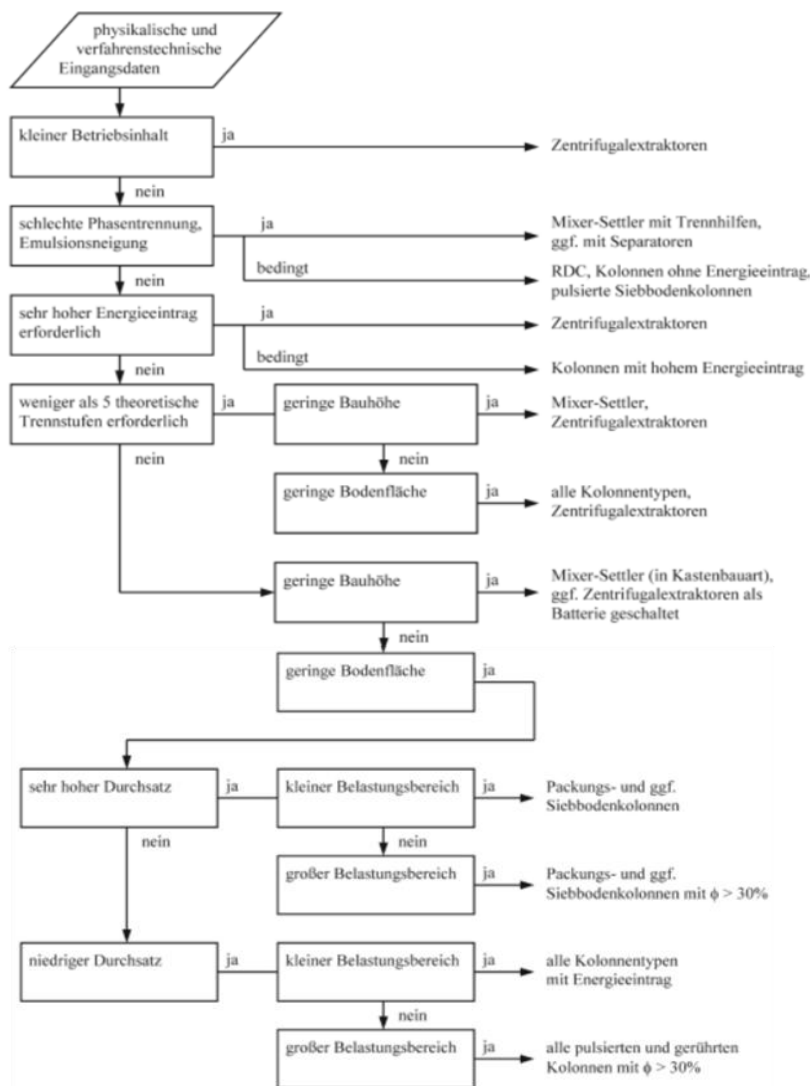 physikalische und
verfahrenstechnische
Eingangsdaten
kleiner Betriebsinhalt
ja
Zentrifugalextraktoren
nein
schlechte Phasentrennung,
Emulsionsneigung
ja
Mixer-Settler mit Trennhilfen,
ggf. mit Separatoren
bedingt
RDC, Kolonnen ohne Energieeintrag,
pulsierte Siebbodenkolonnen
nein
sehr hoher Energieeintrag
erforderlich
ja
Zentrifugalextraktoren
bedingt
Kolonnen mit hohem Energieeintrag
nein
weniger als 5 theoretische
Trennstufen erforderlich
ja
geringe Bauhöhe
ja
Mixer-Settler,
Zentrifugalextraktoren
nein
nein
geringe Bodenfläche
ja
alle Kolonnentypen,
Zentrifugalextraktoren
geringe Bauhöhe
ja
Mixer-Settler (in Kastenbauart),
ggf. Zentrifugalextraktoren als
Batterie geschaltet
nein
geringe Bodenfläche
ja
sehr hoher Durchsatz
ja
kleiner Belastungsbereich
ja
Packungs- und ggf.
Siebbodenkolonnen
nein
nein
großer Belastungsbereich
ja
Packungs- und ggf.
Siebbodenkolonnen mit ϕ > 30%
niedriger Durchsatz
ja
kleiner Belastungsbereich
ja
alle Kolonnentypen
mit Energieeintrag
nein
großer Belastungsbereich
ja
alle pulsierten und gerührten
Kolonnen mit ϕ > 30%